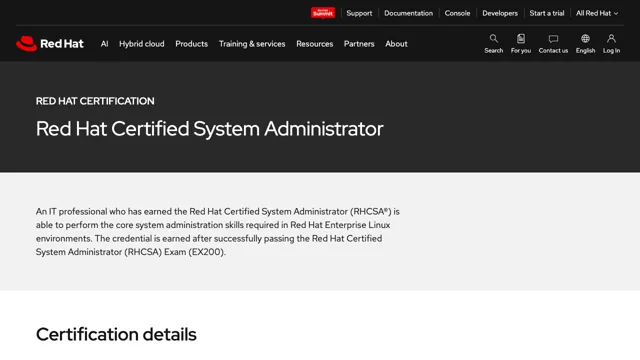 Summit
Support
Documentation
Console
Developers
Start a trial
All Red Hat
Red Hat
AI
Hybrid cloud
Products
Training & services
Resources
Partners
About
Search
For you
Contact us
English
Log In
RED HAT CERTIFICATION
Red Hat Certified System Administrator
An IT professional who has earned the Red Hat Certified System Administrator (RHCSA®) is
able to perform the core system administration skills required in Red Hat Enterprise Linux
environments. The credential is earned after successfully passing the Red Hat Certified
System Administrator (RHCSA) Exam (EX200).
Certification details